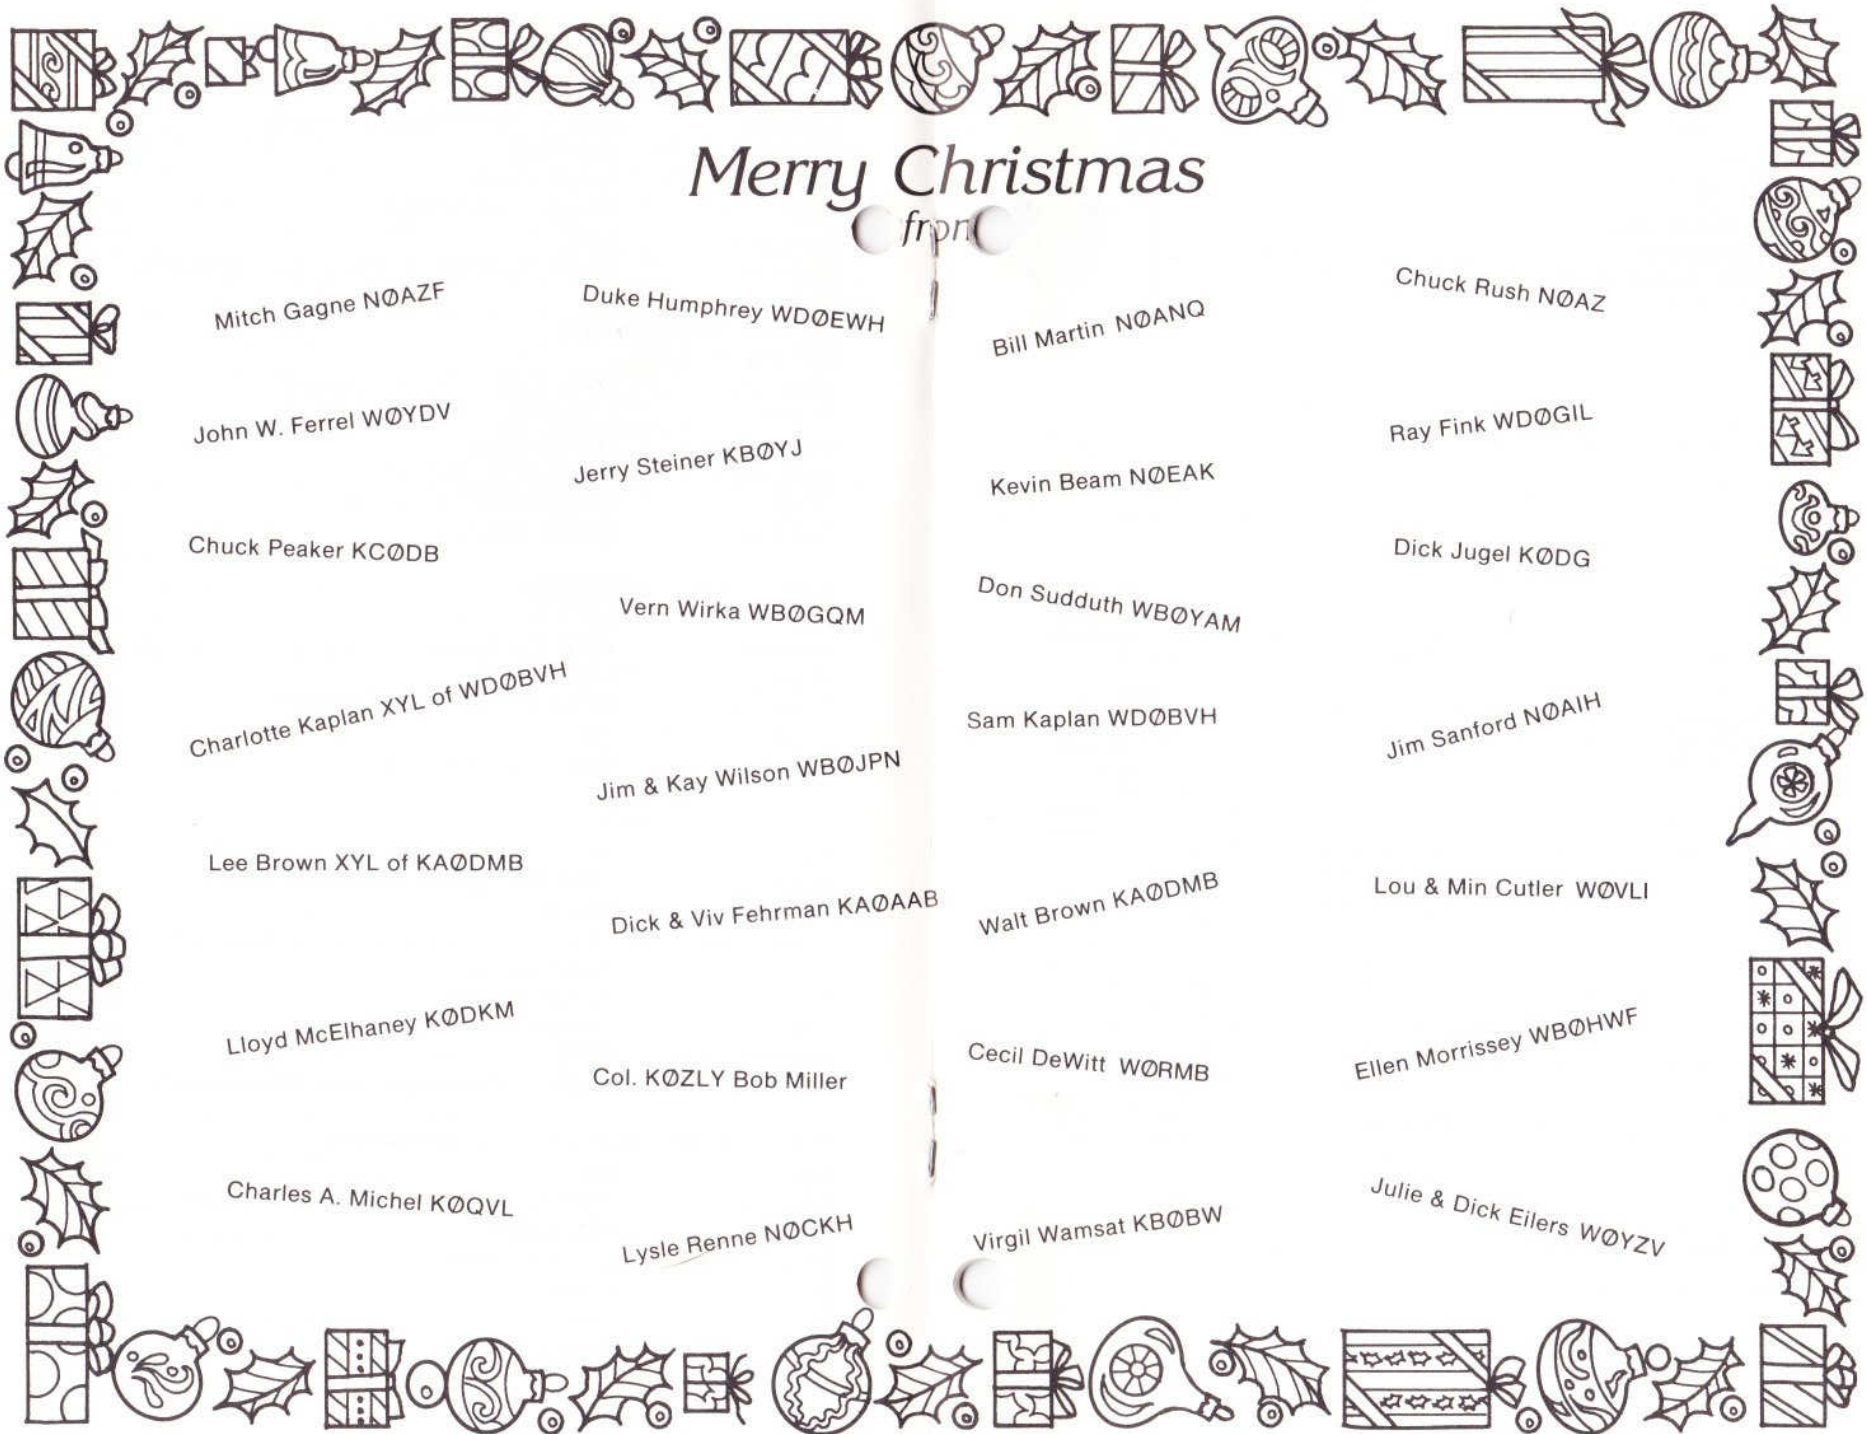 Merry Christmas
from
Mitch Gagne NØAZF
Duke Humphrey WDØEWH
Bill Martin NØANQ
Chuck Rush NØAZ
John W. Ferrel WØYDV
Jerry Steiner KBØYJ
Kevin Beam NØEAK
Ray Fink WDØGIL
Chuck Peaker KCØDB
Vern Wirka WBØGQM
Don Sudduth WBØYAM
Dick Jugel KØDG
Charlotte Kaplan XYL of WDØBVH
Jim & Kay Wilson WBØJPN
Sam Kaplan WDØBVH
Jim Sanford NØAIH
Lee Brown XYL of KAØDMB
Dick & Viv Fehrman KAØAAB
Walt Brown KAØDMB
Lou & Min Cutler WØVLI
Lloyd McElhaney KØDKM
Col. KØZLY Bob Miller
Cecil DeWitt WØRMB
Ellen Morrissey WBØHWF
Charles A. Michel KØQVL
Lysle Renne NØCKH
Virgil Wamsat KBØBW
Julie & Dick Eilers WØYZV